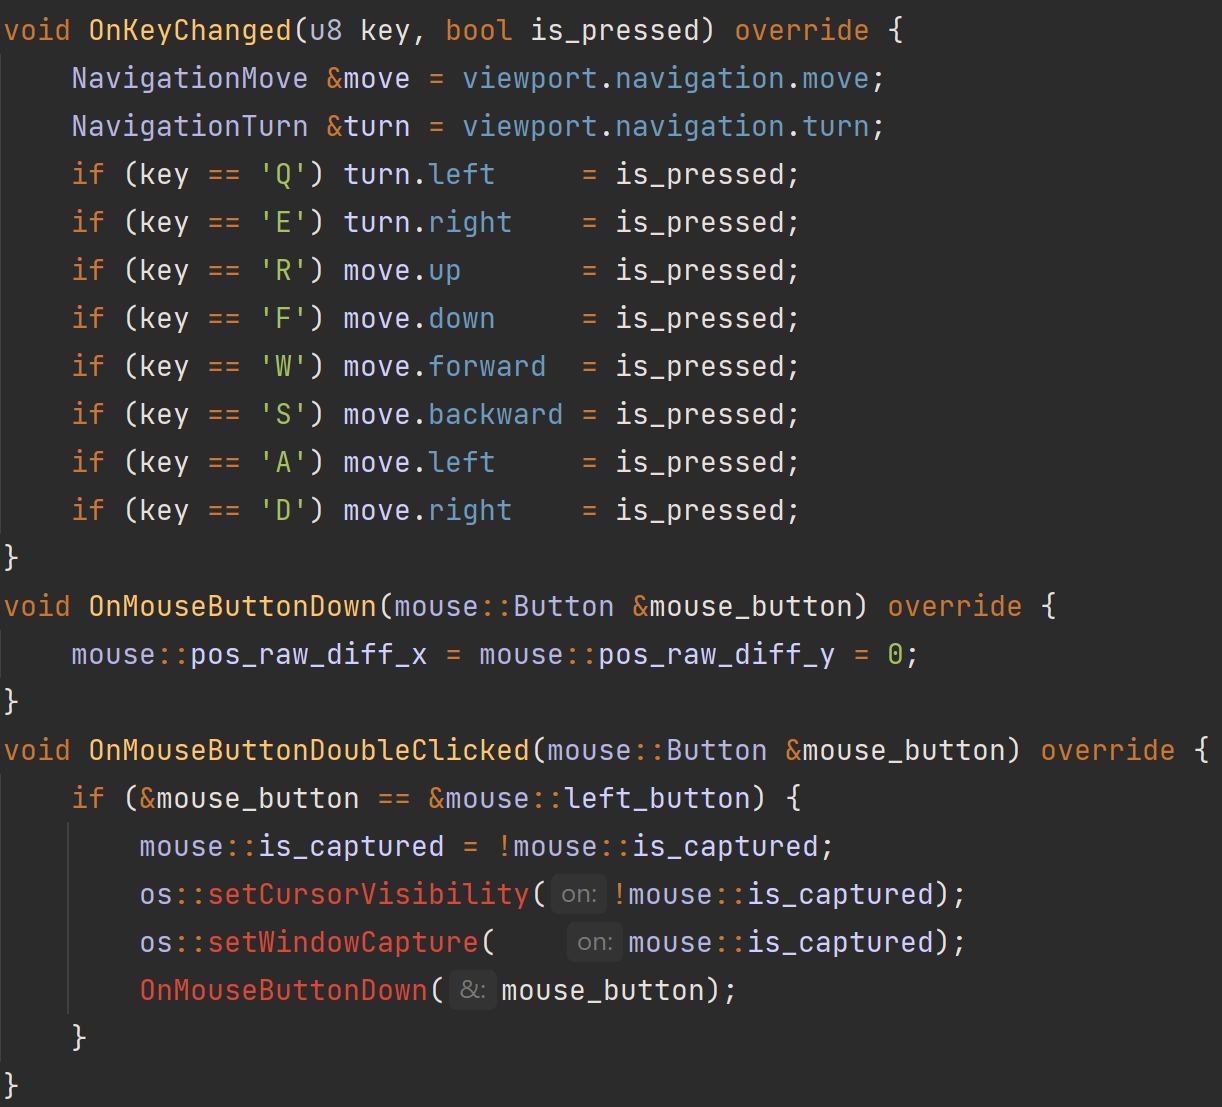 void OnKeyChanged(u8 key, bool is_pressed) override {
    NavigationMove &move = viewport.navigation.move;
    NavigationTurn &turn = viewport.navigation.turn;
    if (key == 'Q') turn.left     = is_pressed;
    if (key == 'E') turn.right    = is_pressed;
    if (key == 'R') move.up       = is_pressed;
    if (key == 'F') move.down     = is_pressed;
    if (key == 'W') move.forward  = is_pressed;
    if (key == 'S') move.backward = is_pressed;
    if (key == 'A') move.left     = is_pressed;
    if (key == 'D') move.right    = is_pressed;
}
void OnMouseButtonDown(mouse::Button &mouse_button) override {
    mouse::pos_raw_diff_x = mouse::pos_raw_diff_y = 0;
}
void OnMouseButtonDoubleClicked(mouse::Button &mouse_button) override {
    if (&mouse_button == &mouse::left_button) {
        mouse::is_captured = !mouse::is_captured;
        os::setCursorVisibility( on: !mouse::is_captured);
        os::setWindowCapture(     on: mouse::is_captured);
        OnMouseButtonDown( &: mouse_button);
    }
}